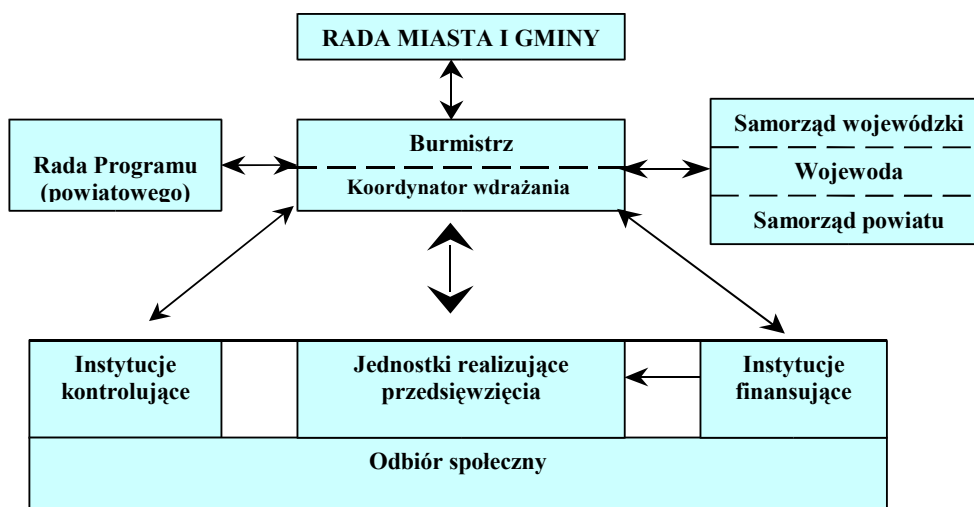 RADA MIASTA I GMINY
Rada Programu
(powiatowego)
Burmistrz
Koordynator wdrażania
Samorząd wojewódzki
Wojewoda
Samorząd powiatu
Instytucje
kontrolujące
Jednostki realizujące
przedsięwzięcia
Instytucje
finansujące
Odbiór społeczny